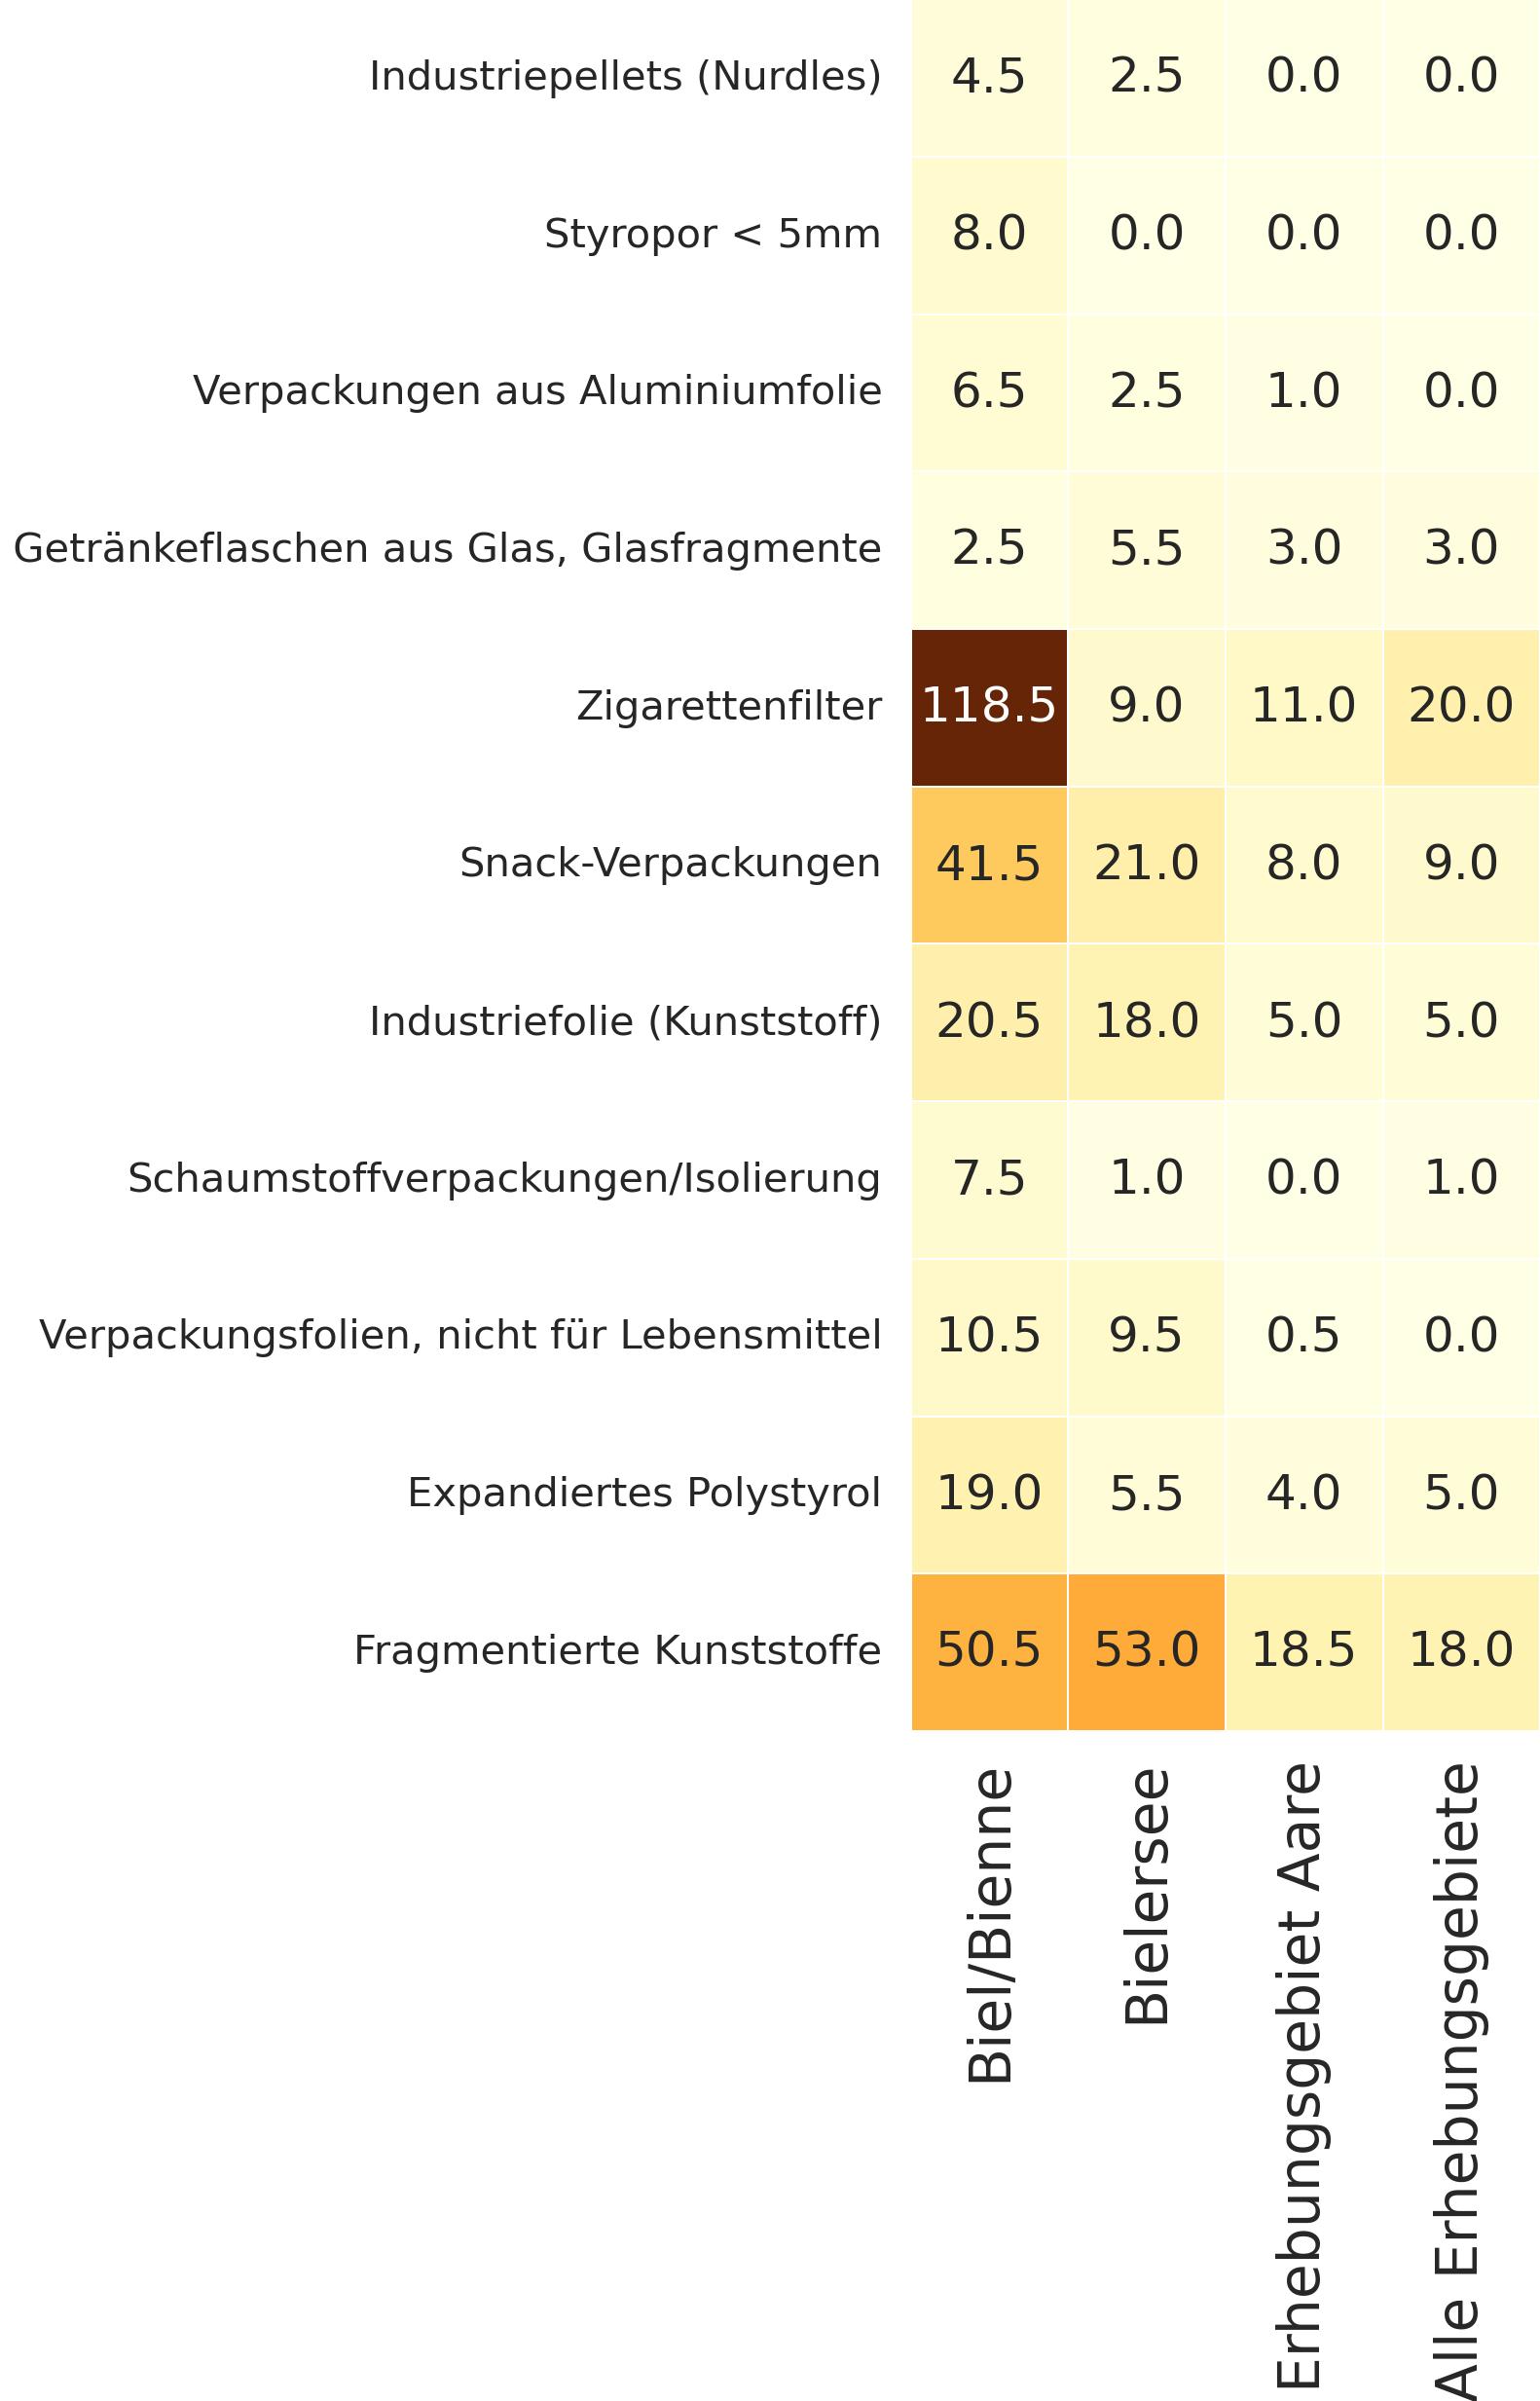 Industriepellets (Nurdles) 4.5 2.5 0.0 0.0
Styropor < 5mm 8.0 0.0 0.0 0.0
Verpackungen aus Aluminiumfolie 6.5 2.5 1.0 0.0
Getränkeflaschen aus Glas, Glasfragmente 2.5 5.5 3.0 3.0
Zigarettenfilter 118.5 9.0 11.0 20.0
Snack-Verpackungen 41.5 21.0 8.0 9.0
Industriefolie (Kunststoff) 20.5 18.0 5.0 5.0
Schaumstoffverpackungen/Isolierung 7.5 1.0 0.0 1.0
Verpackungsfolien, nicht für Lebensmittel 10.5 9.5 0.5 0.0
Expandiertes Polystyrol 19.0 5.5 4.0 5.0
Fragmentierte Kunststoffe 50.5 53.0 18.5 18.0
Biel/Bienne
Bielersee
Erhebungsgebiet Aare
Alle Erhebungsgebiete